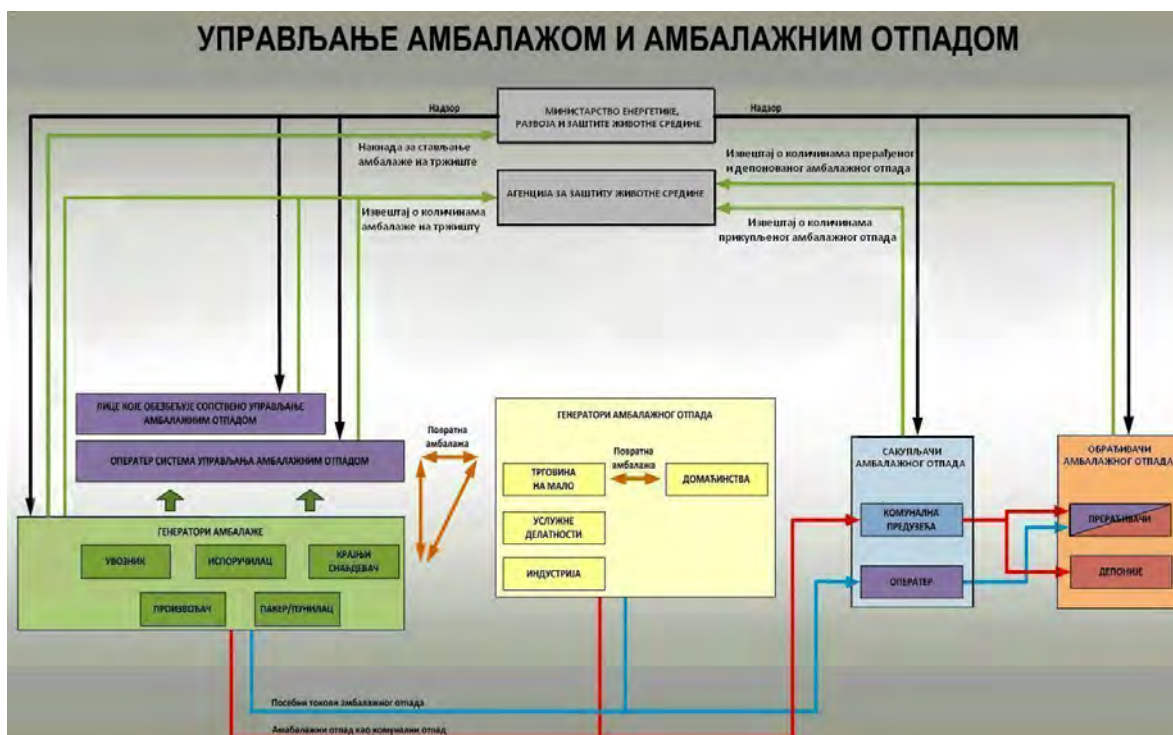 УПРАВЉАЊЕ АМБАЛАЖОМ И АМБАЛАЖНИМ ОТПАДОМ
Надзор
МИНИСТАРСТВО ЕНЕРГЕТИКЕ,
РАЗВОЈА И ЗАШТИТЕ ЖИВОТНЕ СРЕДИНЕ
Надзор
Накнада за стављање
амбалаже на тржиште
Извештај о количинама прерађеног
и депонованог амбалажног отпада
АГЕНЦИЈА ЗА ЗАШТИТУ ЖИВОТНЕ СРЕДИНЕ
Извештај о количинама
амбалаже на тржишту
Извештај о количинама
прикупљеног амбалажног отпада
ЛИЦЕ КОЈЕ ОБЕЗБЕЂУЈЕ СОПСТВЕНО УПРАВЉАЊЕ
АМБАЛАЖНИМ ОТПАДОМ
ОПЕРАТЕР СИСТЕМА УПРАВЉАЊА АМБАЛАЖНИМ ОТПАДОМ
Повратна
амбалажа
ГЕНЕРАТОРИ АМБАЛАЖЕ
УВОЗНИК
ИСПОРУЧИЛАЦ
КРАЈЊИ
СНАБДЕВАЧ
ПРОИЗВОЂАЧ
ПАКЕР/ПУНИЛАЦ
ГЕНЕРАТОРИ АМБАЛАЖНОГ ОТПАДА
ТРГОВИНА
НА МАЛО
Повратна
амбалажа
ДОМАЋИНСТВА
УСЛУЖНЕ
ДЕЛАТНОСТИ
ИНДУСТРИЈА
САКУПЉАЧИ
АМБАЛАЖНОГ ОТПАДА
КОМУНАЛНА
ПРЕДУЗЕЋА
ОПЕРАТЕР
ОБРАЂИВАЧИ
АМБАЛАЖНОГ ОТПАДА
ПРЕРАЂИВАЧИ
ДЕПОНИЈЕ
Посебни токови амбалажног отпада
Амабалажни отпад као комунални отпад